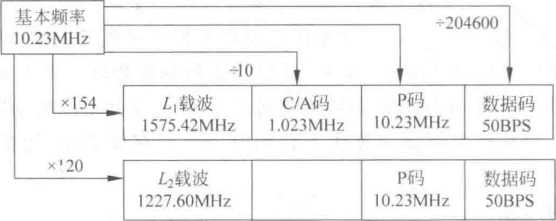 基本频率
10.23MHz
÷204600
÷10
×154
L₁载波
1575.42MHz
C/A码
1.023MHz
P码
10.23MHz
数据码
50BPS
×120
L₂载波
1227.60MHz
P码
10.23MHz
数据码
50BPS